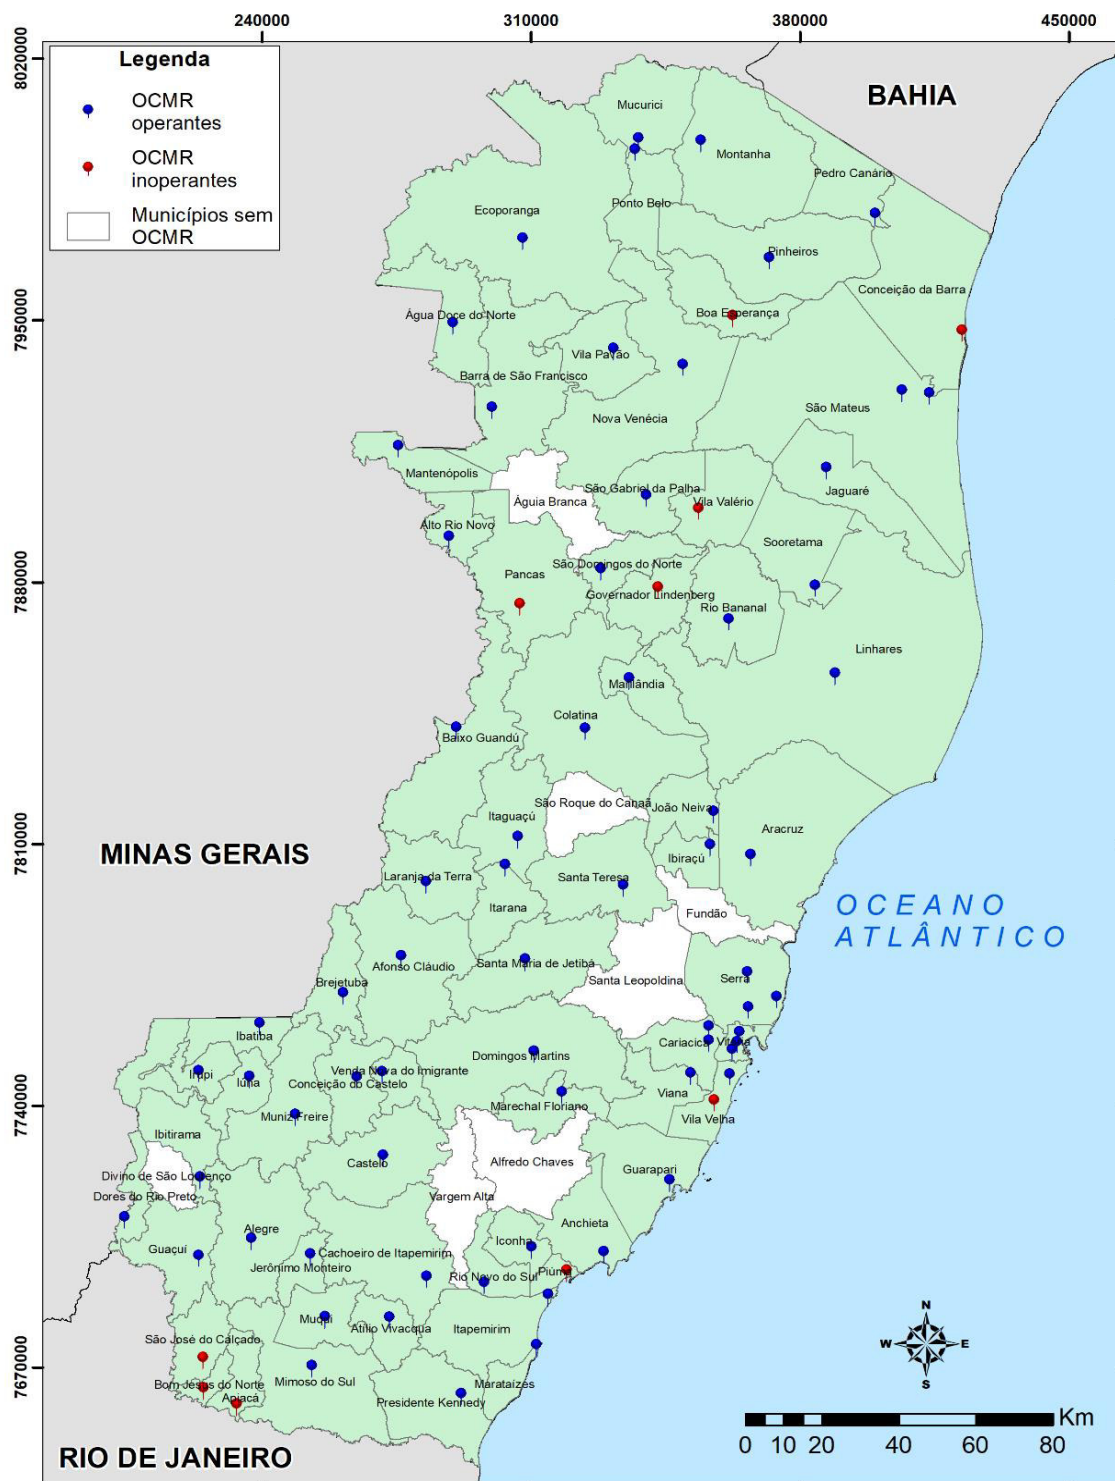 240000
310000
380000
450000
8020000
7950000
7880000
7810000
7740000
7670000
Legenda
OCMR
operantes
OCMR
inoperantes
Municípios sem
OCMR
BAHIA
MINAS GERAIS
RIO DE JANEIRO
OCEANO
ATLÂNTICO
Mucurici
Montanha
Pedro Canário
Ponto Belo
Ecoporanga
Pinheiros
Conceição da Barra
Boa Esperança
Água Doce do Norte
Vila Pavão
Barra de São Francisco
Nova Venécia
São Mateus
Mantenópolis
Águia Branca
São Gabriel da Palha
Vila Valério
Jaguaré
Alto Rio Novo
Sooretama
São Domingos do Norte
Pancas
Governador Lindenberg
Rio Bananal
Linhares
Marilândia
Colatina
Baixo Guandú
São Roque do Canaã
João Neiva
Itaguaçú
Aracruz
Ibiraçú
Laranja da Terra
Santa Teresa
Itarana
Fundão
Afonso Cláudio
Santa Maria de Jetibá
Santa Leopoldina
Serra
Brejetuba
Ibatiba
Cariacica
Vitória
Domingos Martins
Venda Nova do Imigrante
Irupi
Iúna
Conceição do Castelo
Viana
Marechal Floriano
Muniz Freire
Vila Velha
Ibitirama
Castelo
Alfredo Chaves
Guarapari
Divino de São Lourenço
Dores do Rio Preto
Vargem Alta
Anchieta
Alegre
Iconha
Guaçuí
Cachoeiro de Itapemirim
Jerônimo Monteiro
Piúma
Rio Novo do Sul
Muqui
Atílio Vivacqua
Itapemirim
São José do Calçado
Mimoso do Sul
Bom Jesus do Norte
Apiacá
Marataízes
Presidente Kennedy
N
W
E
S
Km
0 10 20 40 60 80